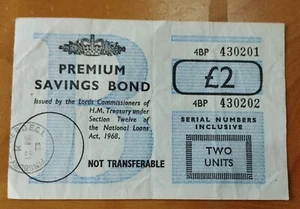 PREMIUM
SAVINGS BOND
Issued by the Lords Commissioners of
H.M. Treasury under
Section Twelve of
the National Loans
Act, 1968.
NOT TRANSFERABLE
4BP 430201
£2
4BP 430202
SERIAL NUMBERS
INCLUSIVE
TWO
UNITS
B